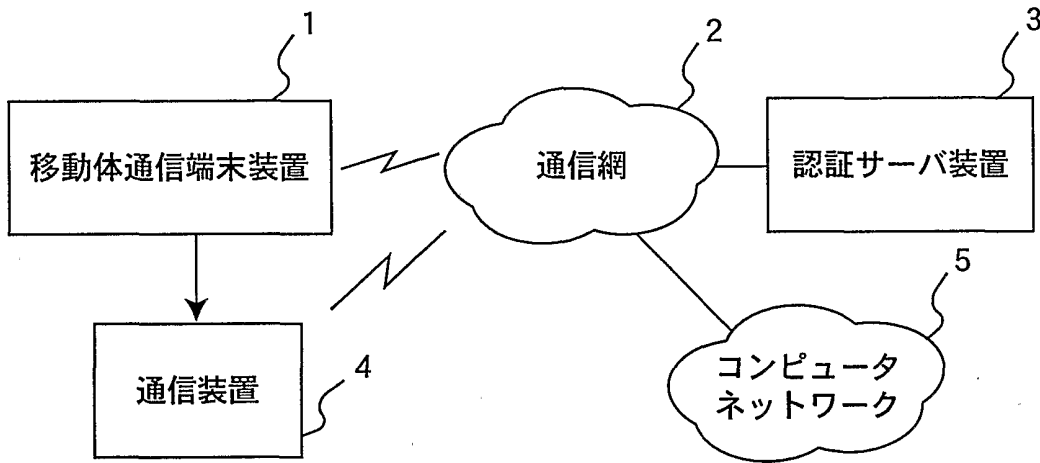 1
2
3
移動体通信端末装置
通信網
認証サーバ装置
5
通信装置
4
コンピュータ
ネットワーク